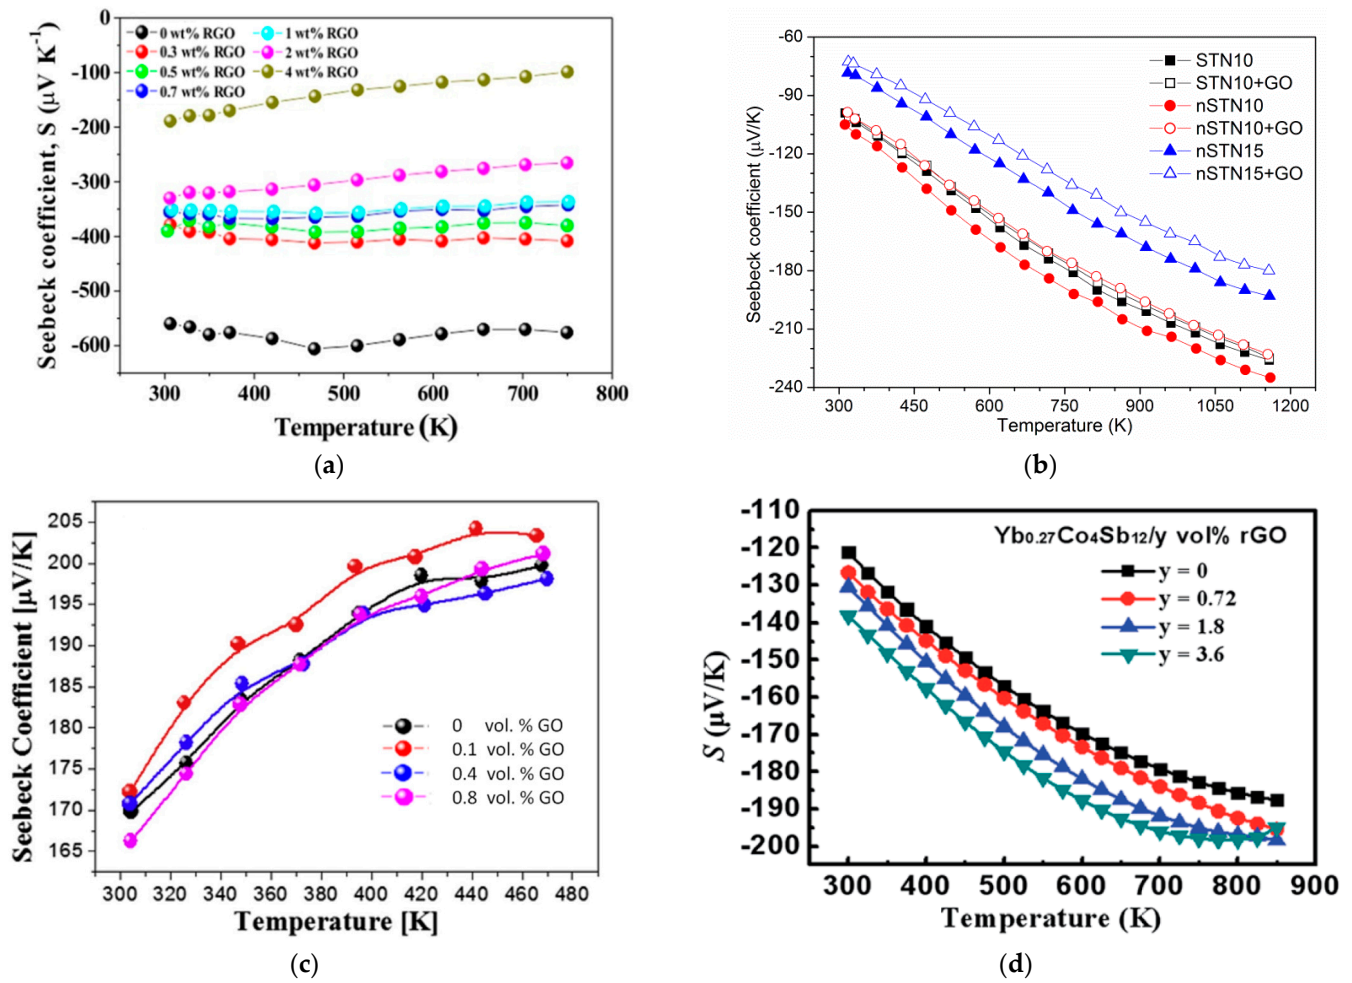 0
-100
-200
-300
-400
-500
-600
Seebeck coefficient, S (µV K⁻¹)
0 wt% RGO
0.3 wt% RGO
0.5 wt% RGO
0.7 wt% RGO
1 wt% RGO
2 wt% RGO
4 wt% RGO
300 400 500 600 700 800
Temperature (K)
(a)
-60
-90
-120
-150
-180
-210
-240
Seebeck coefficient (µV/K)
STN10
STN10+GO
nSTN10
nSTN10+GO
nSTN15
nSTN15+GO
300 450 600 750 900 1050 1200
Temperature (K)
(b)
205
200
195
190
185
180
175
170
165
Seebeck Coefficient [µV/K]
0 vol. % GO
0.1 vol. % GO
0.4 vol. % GO
0.8 vol. % GO
300 320 340 360 380 400 420 440 460 480
Temperature [K]
(c)
-110
-120
-130
-140
-150
-160
-170
-180
-190
-200
S (µV/K)
Yb0.27Co4Sb12/y vol% rGO
y = 0
y = 0.72
y = 1.8
y = 3.6
300 400 500 600 700 800 900
Temperature (K)
(d)